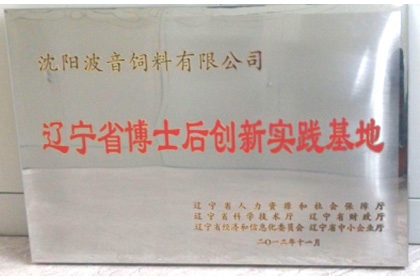 沈阳波音饲料有限公司
辽宁省博士后创新实践基地
辽宁省人力资源和社会保障厅
辽宁省科学技术厅 辽宁省财政厅
辽宁省经济和信息化委员会 辽宁省中小企业厅
二〇一二年十一月